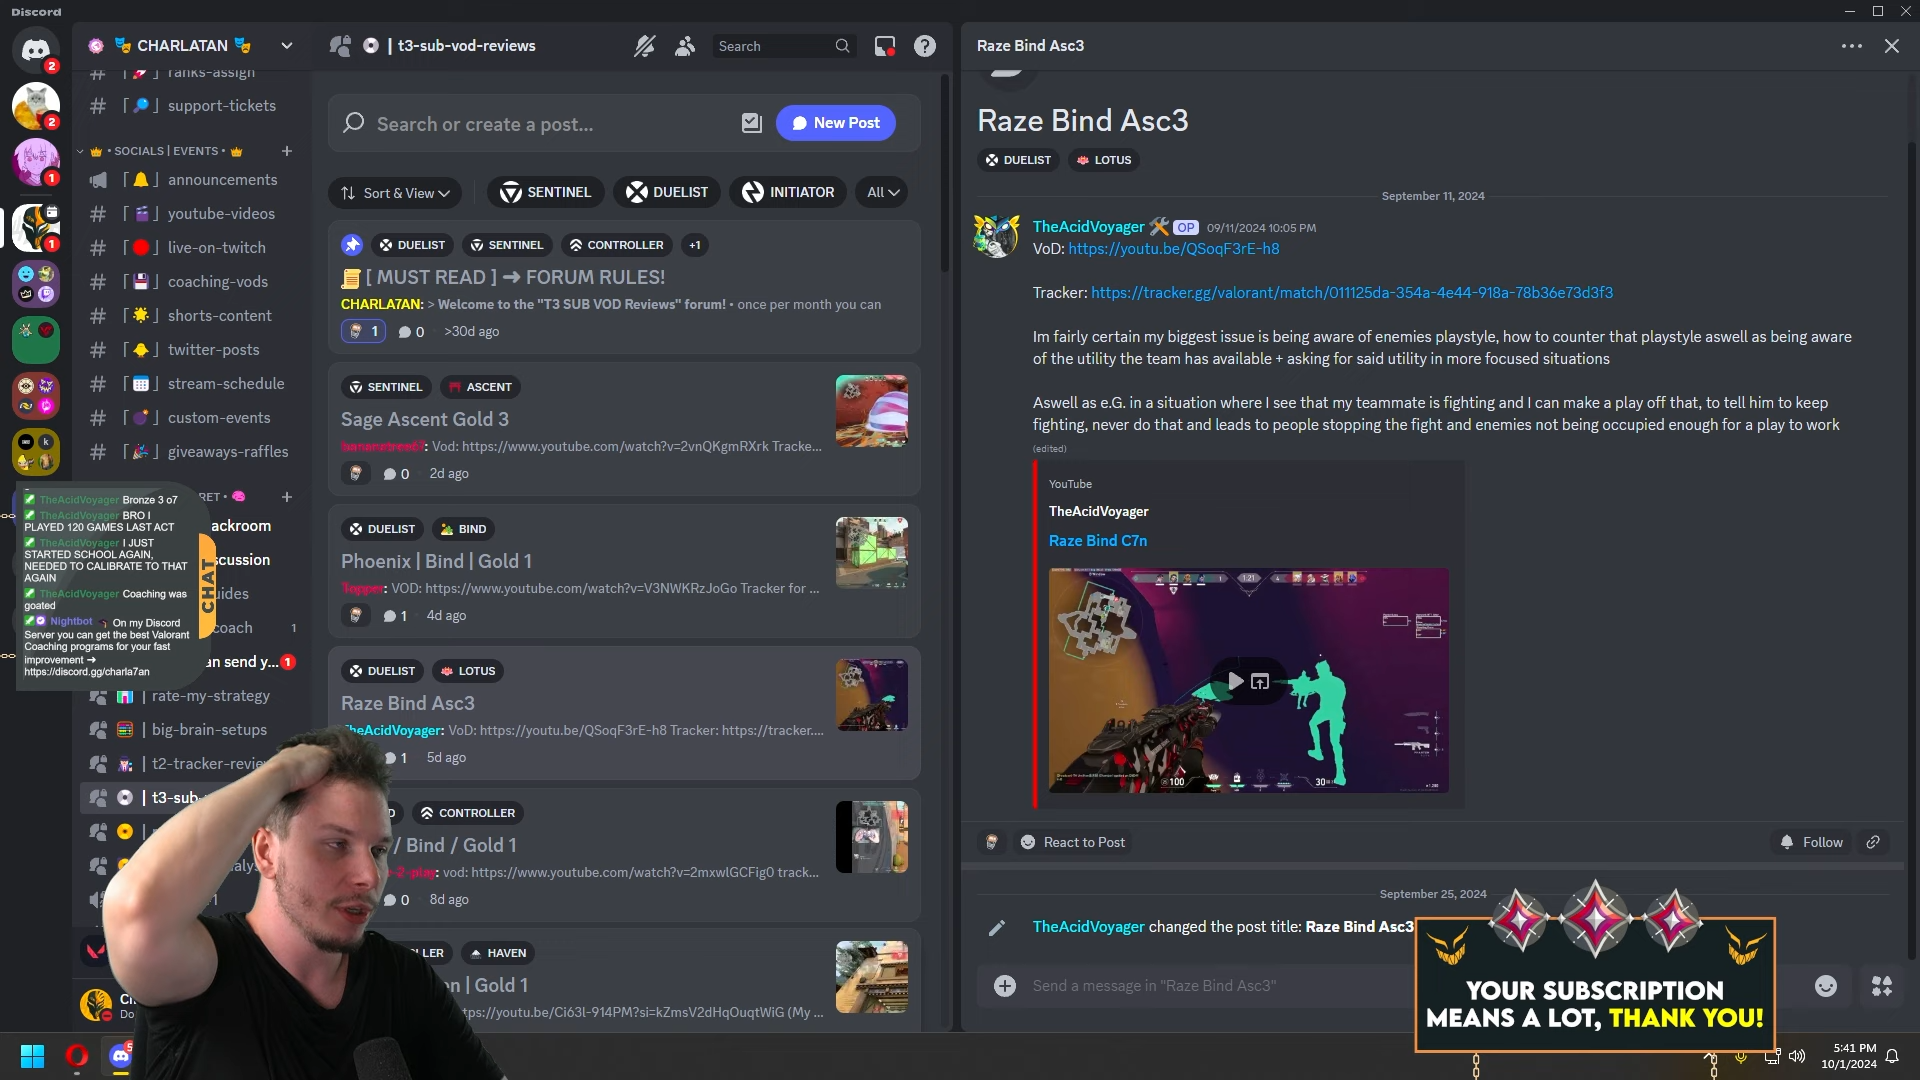 Discord
CHARLATAN
ranks-assign
support-tickets
• SOCIALS | EVENTS •
announcements
youtube-videos
live-on-twitch
coaching-vods
shorts-content
twitter-posts
stream-schedule
custom-events
giveaways-raffles
RET •
ackroom
scussion
uides
coach 1
an send y... 1
rate-my-strategy
big-brain-setups
t2-tracker-revie
t3-sub-
TheAcidVoyager Bronze 3 o7
TheAcidVoyager BRO I
PLAYED 120 GAMES LAST ACT
TheAcidVoyager I JUST
STARTED SCHOOL AGAIN,
NEEDED TO CALIBRATE TO THAT
AGAIN
TheAcidVoyager Coaching was
goated
Nightbot On my Discord
Server you can get the best Valorant
Coaching programs for your fast
improvement ➜
https://discord.gg/charla7an
CHAT
| t3-sub-vod-reviews
Search
Search or create a post...
New Post
Sort & View
SENTINEL
DUELIST
INITIATOR
All
DUELIST SENTINEL CONTROLLER +1
[ MUST READ ] ➜ FORUM RULES!
CHARLA7AN: > Welcome to the "T3 SUB VOD Reviews" forum! • once per month you can
1 0 >30d ago
SENTINEL ASCENT
Sage Ascent Gold 3
: Vod: https://www.youtube.com/watch?v=2vnQKgmRXrk Tracke...
0 2d ago
DUELIST BIND
Phoenix | Bind | Gold 1
: VOD: https://www.youtube.com/watch?v=V3NWKRzJoGo Tracker for ...
1 4d ago
DUELIST LOTUS
Raze Bind Asc3
TheAcidVoyager: VoD: https://youtu.be/QSoqF3rE-h8 Tracker: https://tracker....
1 5d ago
CONTROLLER
/ Bind / Gold 1
: vod: https://www.youtube.com/watch?v=2mxwlGCFig0 track...
0 8d ago
LER HAVEN
n | Gold 1
tps://youtu.be/Ci63l-914PM?si=kZmsV2dHqOuqtWiG (My ...
Raze Bind Asc3
Raze Bind Asc3
DUELIST LOTUS
September 11, 2024
TheAcidVoyager OP 09/11/2024 10:05 PM
VoD: https://youtu.be/QSoqF3rE-h8
Tracker: https://tracker.gg/valorant/match/011125da-354a-4e44-918a-78b36e73d3f3
Im fairly certain my biggest issue is being aware of enemies playstyle, how to counter that playstyle aswell as being aware
of the utility the team has available + asking for said utility in more focused situations
Aswell as e.G. in a situation where I see that my teammate is fighting and I can make a play off that, to tell him to keep
fighting, never do that and leads to people stopping the fight and enemies not being occupied enough for a play to work
(edited)
YouTube
TheAcidVoyager
Raze Bind C7n
1:21
100
30
React to Post
Follow
September 25, 2024
TheAcidVoyager changed the post title: Raze Bind Asc3
Send a message in "Raze Bind Asc3"
YOUR SUBSCRIPTION
MEANS A LOT, THANK YOU!
5:41 PM
10/1/2024